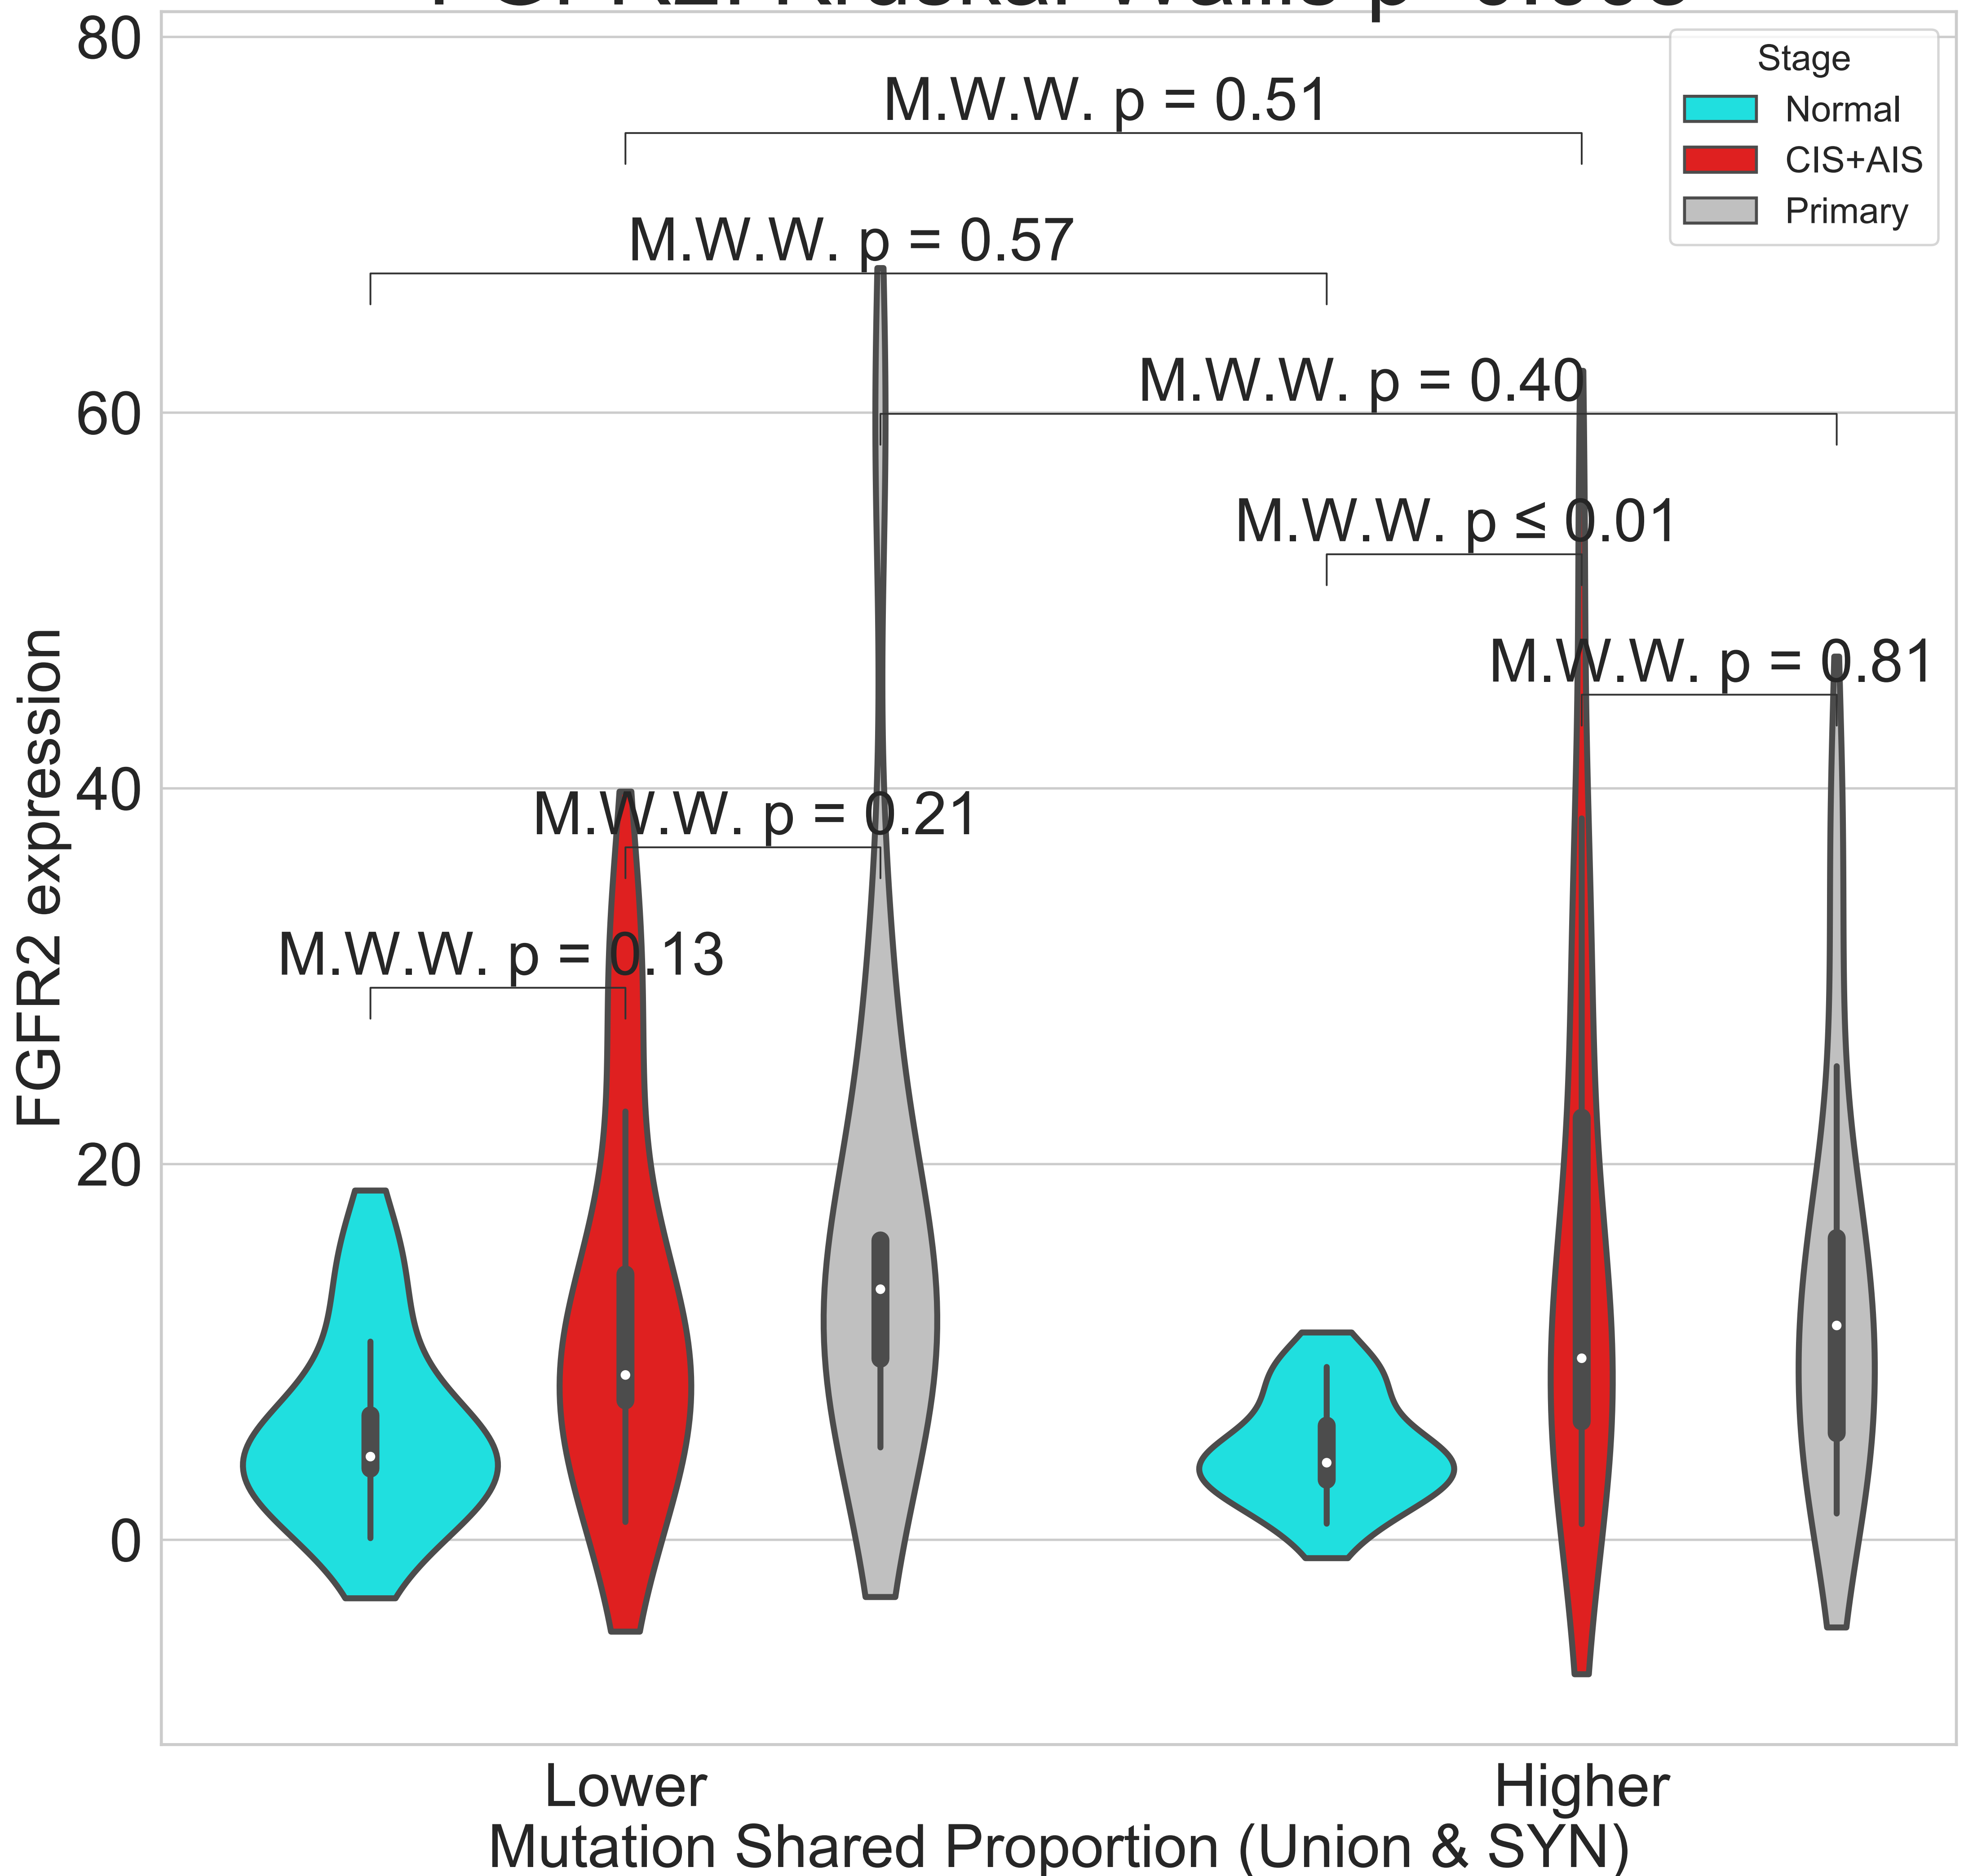 80
M.W.W. p = 0.51
Stage
Normal
CIS+AIS
Primary
M.W.W. p = 0.57
60
M.W.W. p = 0.40
M.W.W. p ≤ 0.01
M.W.W. p = 0.81
FGFR2 expression
40
M.W.W. p = 0.21
M.W.W. p = 0.13
20
0
Lower
Higher
Mutation Shared Proportion (Union & SYN)